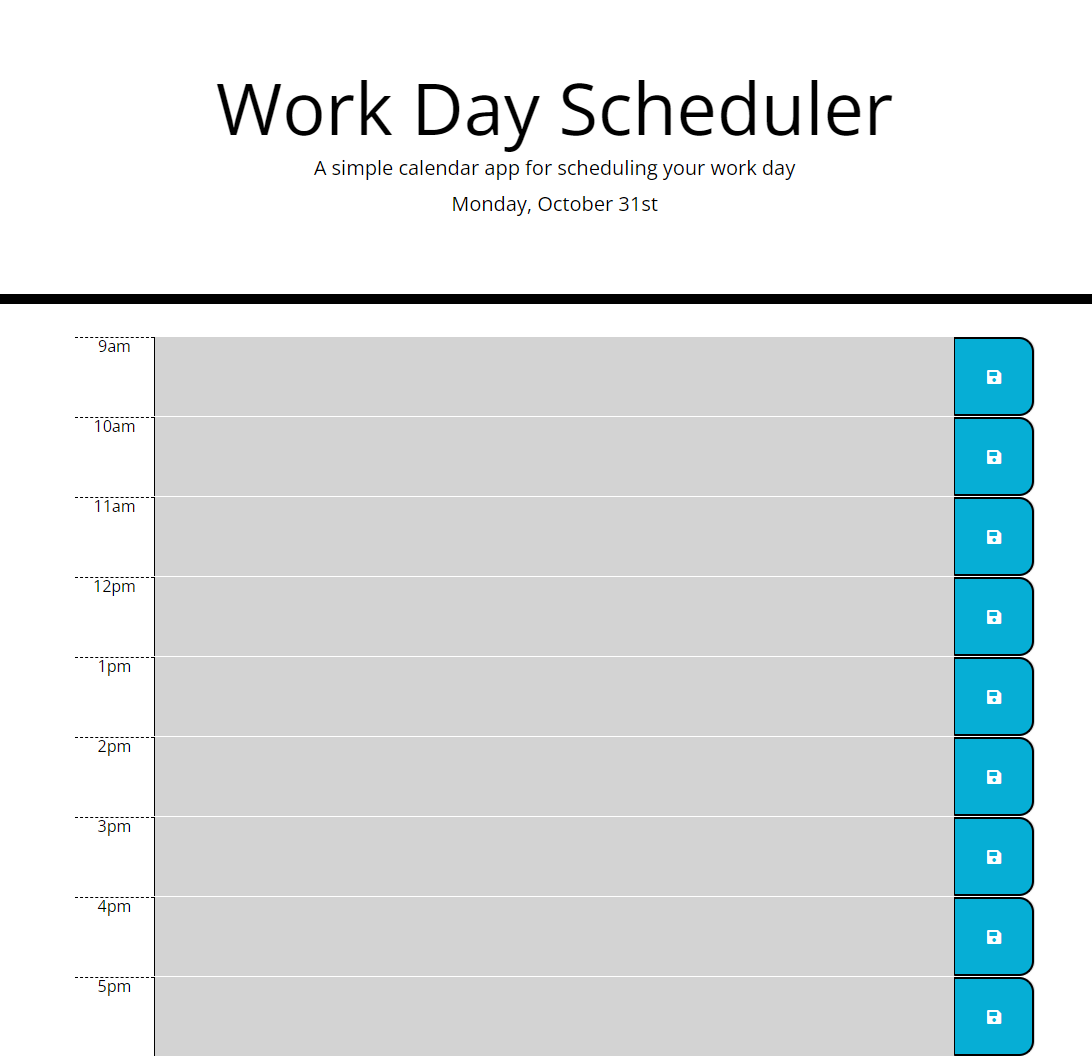 Work Day Scheduler
A simple calendar app for scheduling your work day
Monday, October 31st
9am
10am
11am
12pm
1pm
2pm
3pm
4pm
5pm